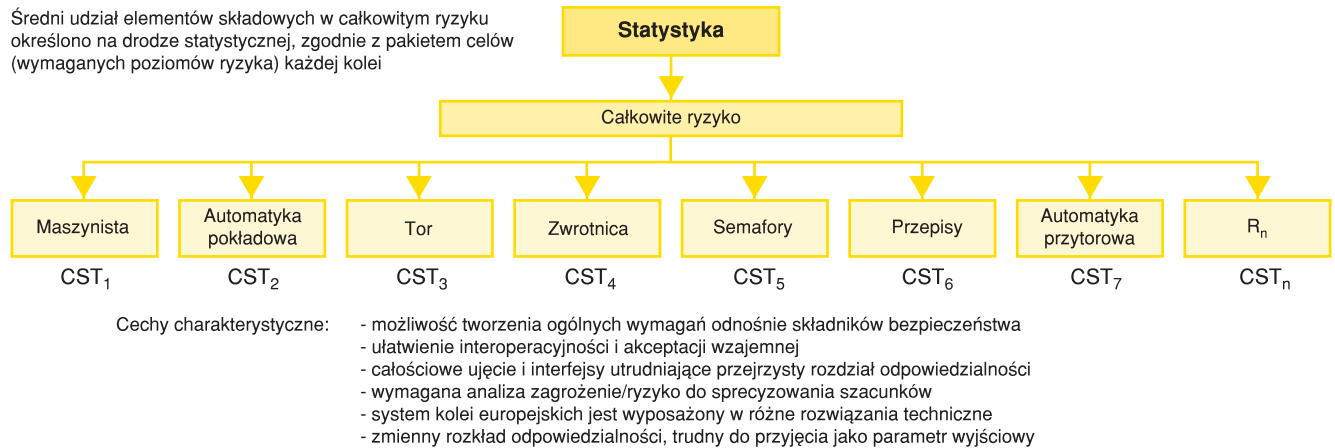 Średni udział elementów składowych w całkowitym ryzyku
określono na drodze statystycznej, zgodnie z pakietem celów
(wymaganych poziomów ryzyka) każdej kolei
Statystyka
Całkowite ryzyko
Maszynista
Automatyka
pokładowa
Tor
Zwrotnica
Semafory
Przepisy
Automatyka
przytorowa
Rₙ
CST₁
CST₂
CST₃
CST₄
CST₅
CST₆
CST₇
CSTₙ
Cechy charakterystyczne:
- możliwość tworzenia ogólnych wymagań odnośnie składników bezpieczeństwa
- ułatwienie interoperacyjności i akceptacji wzajemnej
- całościowe ujęcie i interfejsy utrudniające przejrzysty rozdział odpowiedzialności
- wymagana analiza zagrożenie/ryzyko do sprecyzowania szacunków
- system kolei europejskich jest wyposażony w różne rozwiązania techniczne
- zmienny rozkład odpowiedzialności, trudny do przyjęcia jako parametr wyjściowy